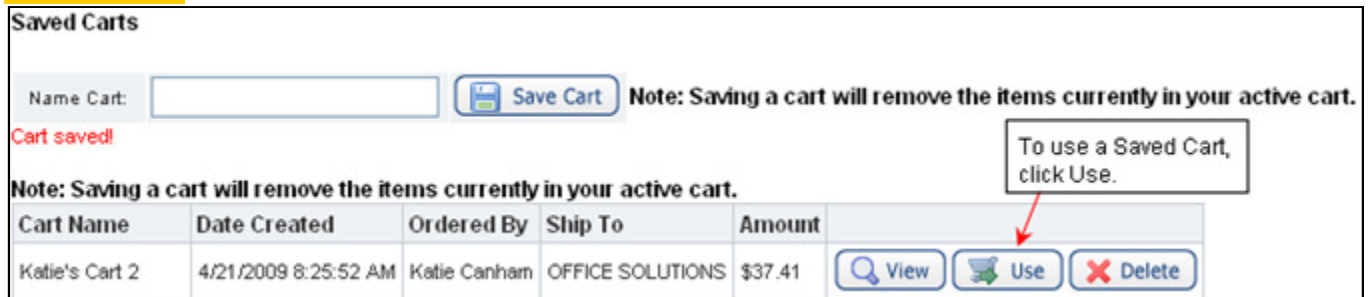 Saved Carts
Name Cart: Save Cart Note: Saving a cart will remove the items currently in your active cart.
Cart saved!
To use a Saved Cart,
click Use.
Note: Saving a cart will remove the items currently in your active cart.
Cart Name Date Created Ordered By Ship To Amount
Katie's Cart 2 4/21/2009 8:25:52 AM Katie Canham OFFICE SOLUTIONS $37.41 View Use Delete